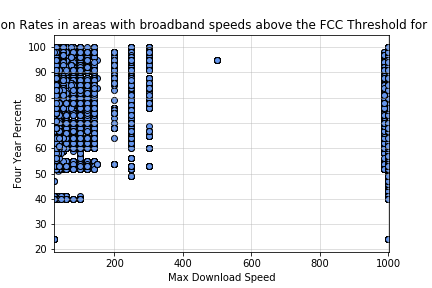 on Rates in areas with broadband speeds above the FCC Threshold for
100
90
80
70
60
50
40
30
20
Four Year Percent
200 400 600 800 1000
Max Download Speed